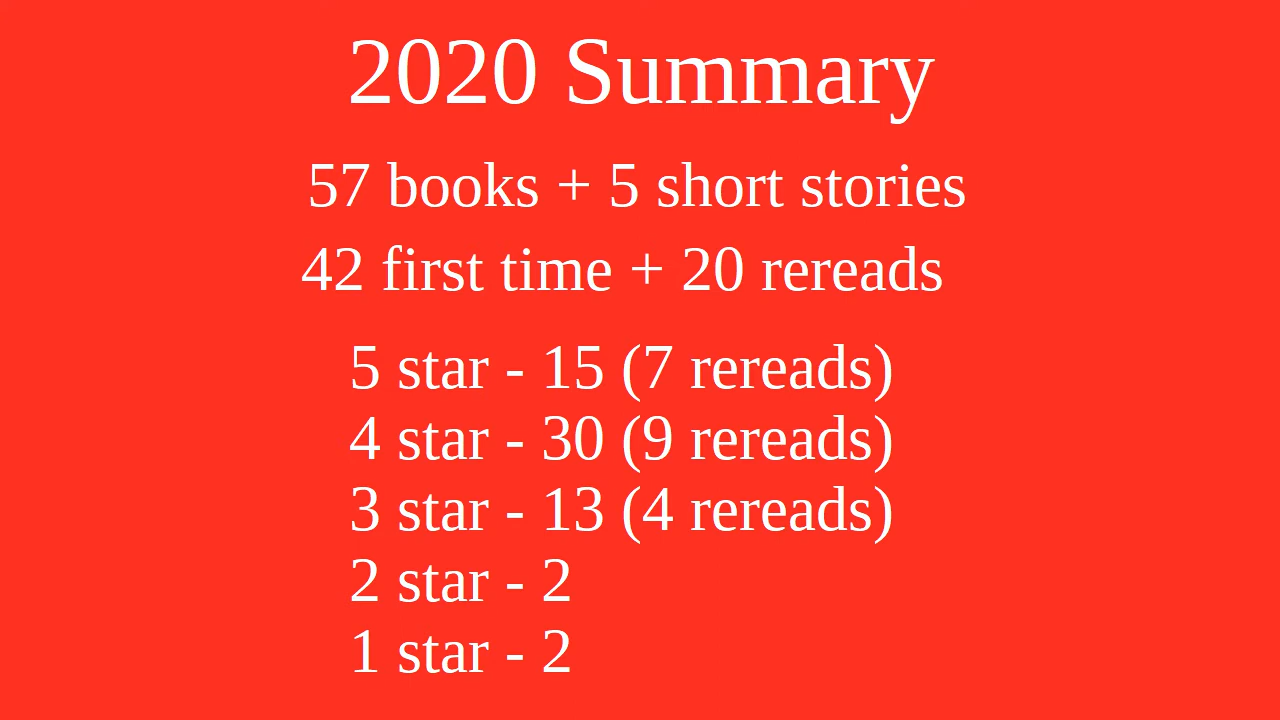 2020 Summary
57 books + 5 short stories
42 first time + 20 rereads
5 star - 15 (7 rereads)
4 star - 30 (9 rereads)
3 star - 13 (4 rereads)
2 star - 2
1 star - 2